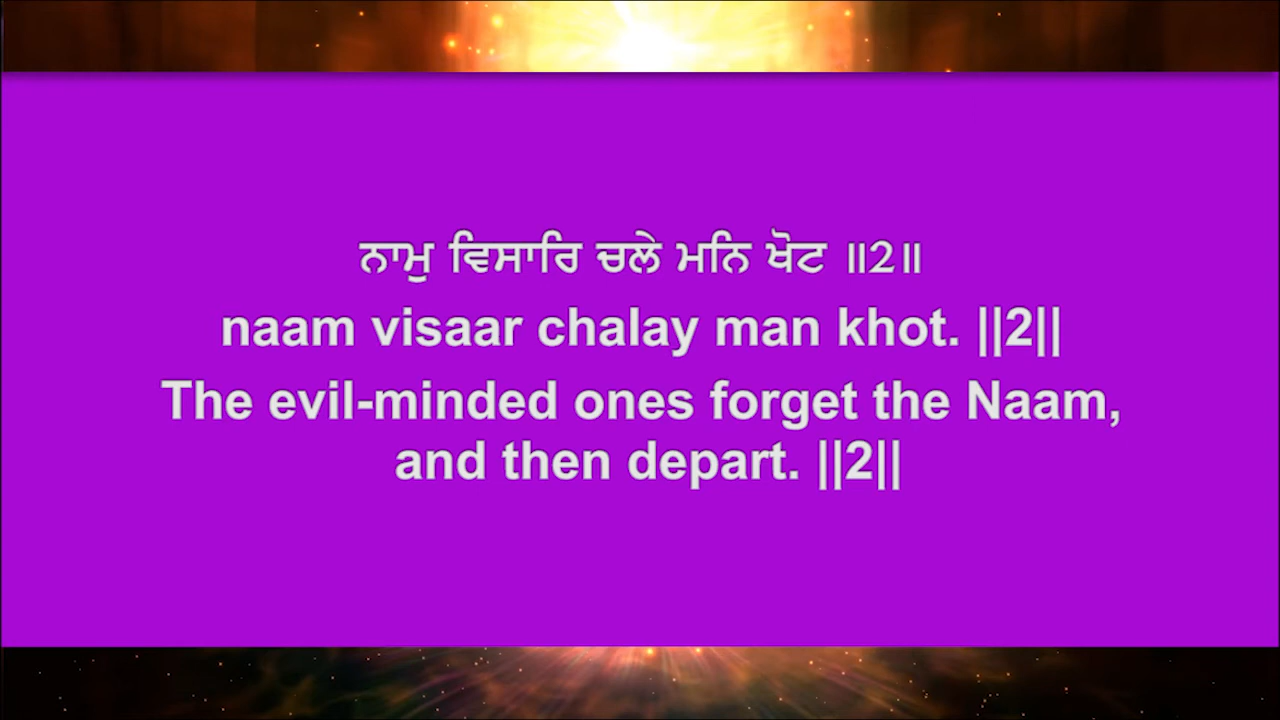 ਨਾਮੁ ਵਿਸਾਰਿ ਚਲੇ ਮਨਿ ਖੋਟ ॥2॥
naam visaar chalay man khot. ||2||
The evil-minded ones forget the Naam,
and then depart. ||2||